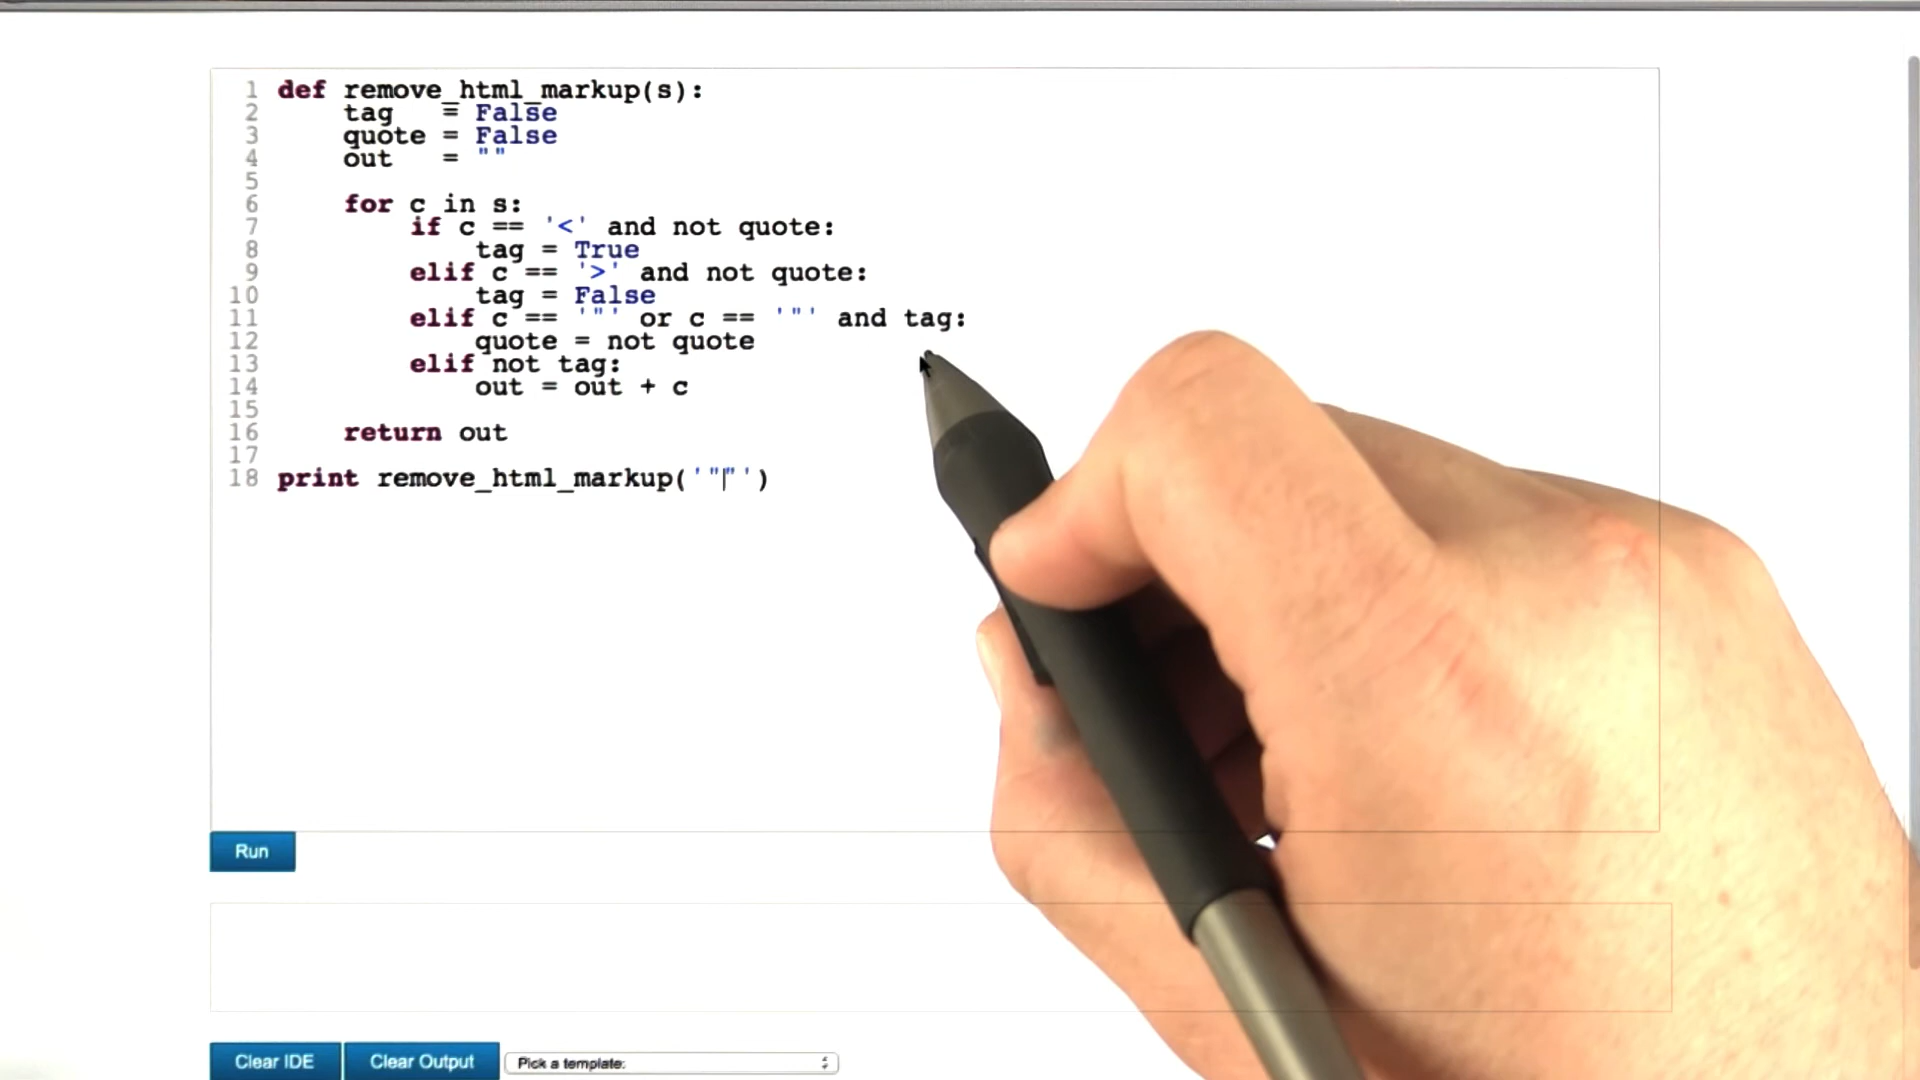 1 def remove_html_markup(s):
2     tag   = False
3     quote = False
4     out   = ""
5
6     for c in s:
7         if c == '<' and not quote:
8             tag = True
9         elif c == '>' and not quote:
10             tag = False
11         elif c == '"' or c == '"' and tag:
12             quote = not quote
13         elif not tag:
14             out = out + c
15
16     return out
17
18 print remove_html_markup('""')
Run
Clear IDE Clear Output Pick a template: